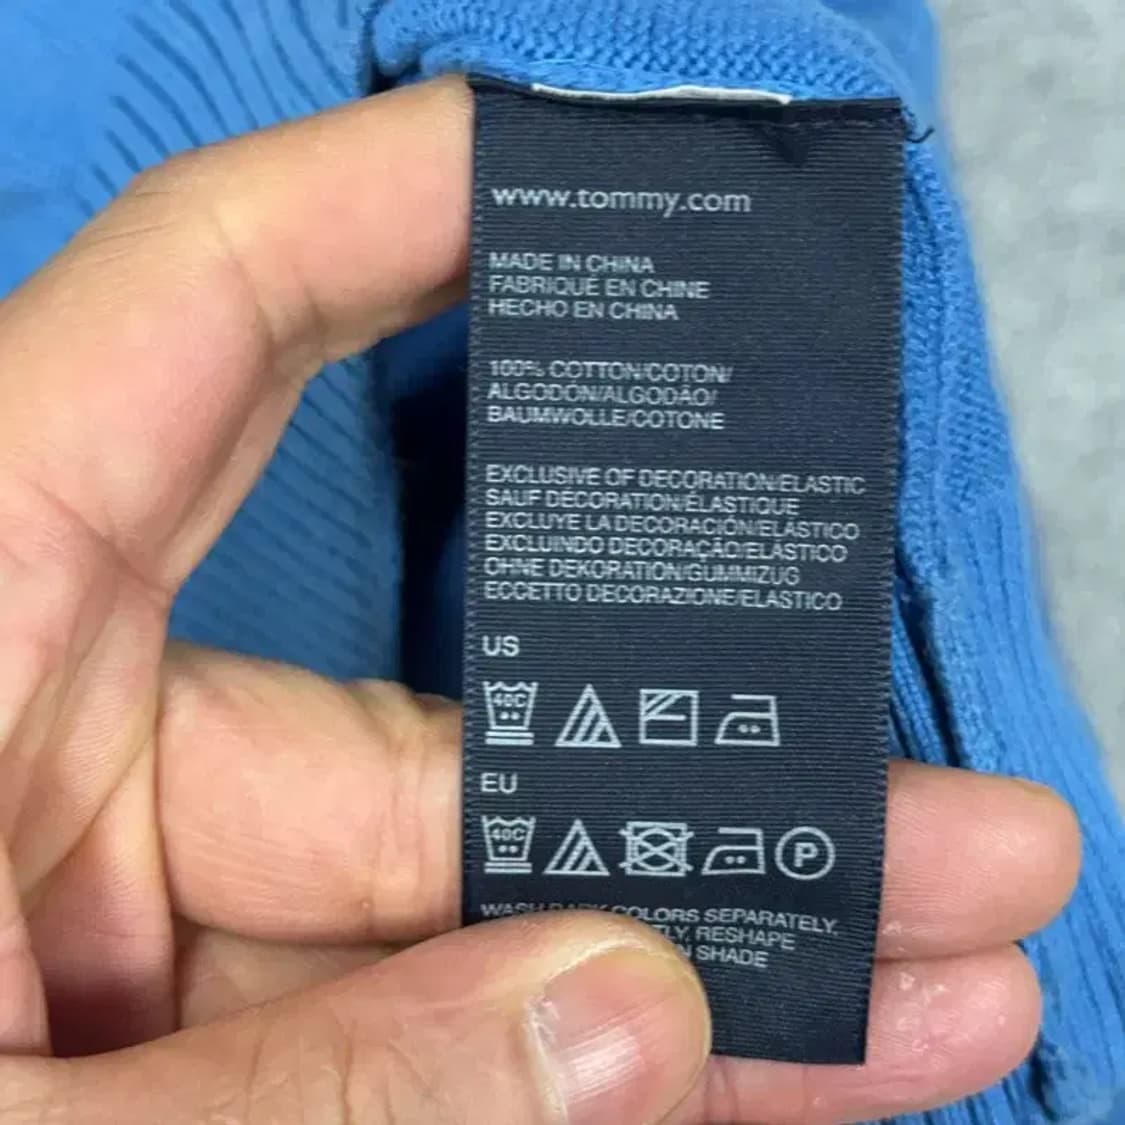 www.tommy.com
MADE IN CHINA
FABRIQUÉ EN CHINE
HECHO EN CHINA
100% COTTON/COTON/
ALGODÓN/ALGODÃO/
BAUMWOLLE/COTONE
EXCLUSIVE OF DECORATION/ELASTIC
SAUF DÉCORATION/ÉLASTIQUE
EXCLUYE LA DECORACIÓN/ELÁSTICO
EXCLUINDO DECORAÇÃO/ELÁSTICO
OHNE DEKORATION/GUMMIZUG
ECCETTO DECORAZIONE/ELASTICO
US
40C
EU
40C
P
WASH DARK COLORS SEPARATELY,
RESHAPE
SHADE